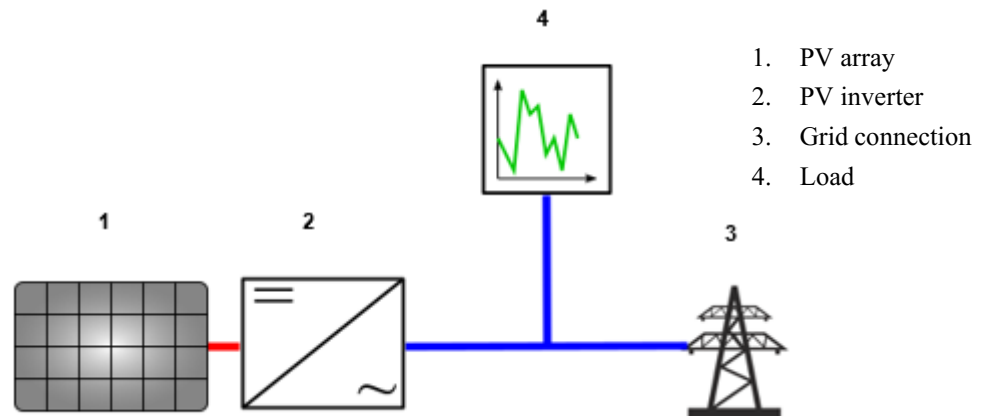 4
1. PV array
2. PV inverter
3. Grid connection
4. Load
1
2
3